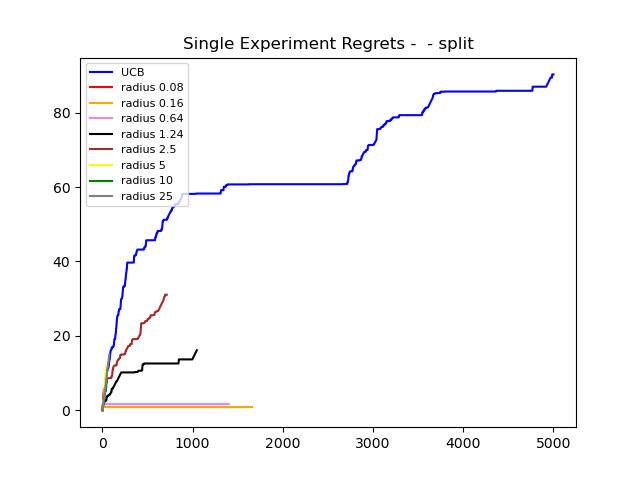 Single Experiment Regrets -  - split
UCB
radius 0.08
radius 0.16
radius 0.64
radius 1.24
radius 2.5
radius 5
radius 10
radius 25
80
60
40
20
0
0 1000 2000 3000 4000 5000